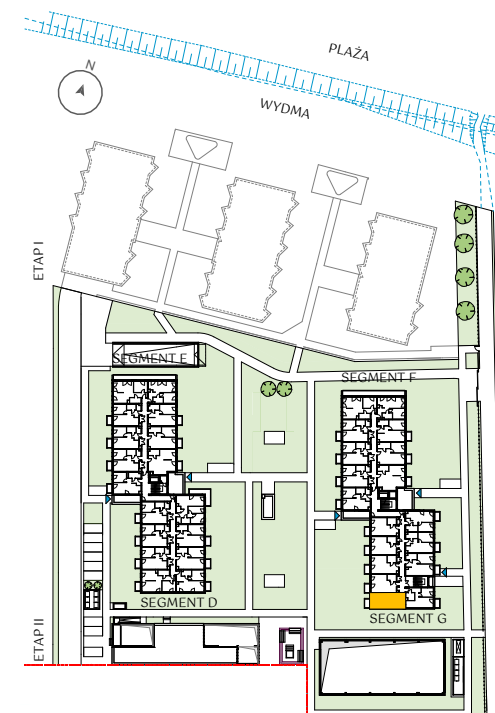 PLAŻA
N
WYDMA
ETAP I
SEGMENT E
SEGMENT F
SEGMENT D
SEGMENT G
ETAP II